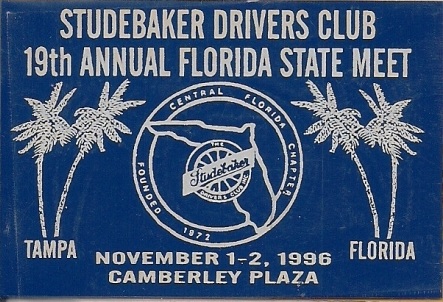 STUDEBAKER DRIVERS CLUB
19th ANNUAL FLORIDA STATE MEET
CENTRAL FLORIDA CHAPTER
THE
Studebaker
DRIVERS CLUB INC.
FOUNDED 1972
TAMPA
FLORIDA
NOVEMBER 1-2, 1996
CAMBERLEY PLAZA